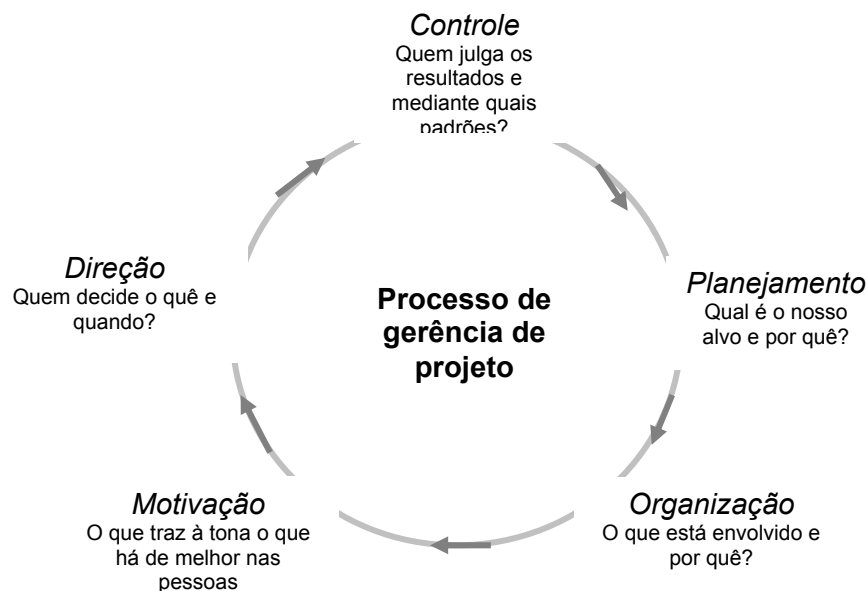 Controle
Quem julga os
resultados e
mediante quais
padrões?
Direção
Quem decide o quê e
quando?
Processo de
gerência de
projeto
Planejamento
Qual é o nosso
alvo e por quê?
Motivação
O que traz à tona o que
há de melhor nas
pessoas
Organização
O que está envolvido e
por quê?